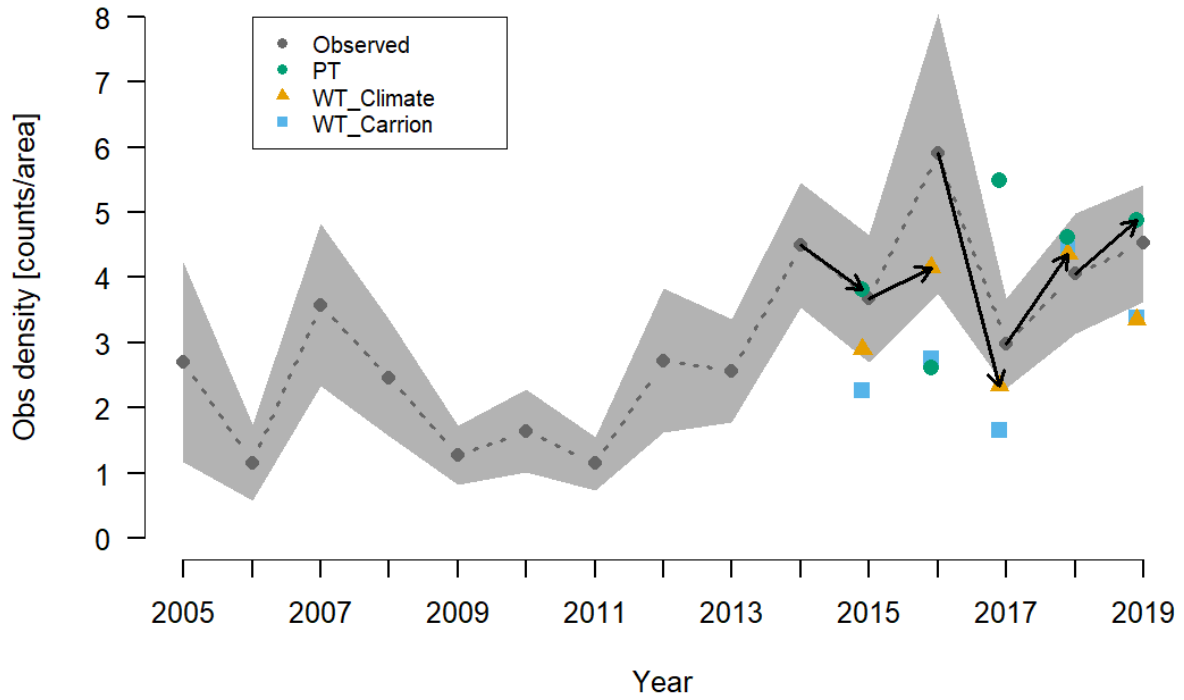 Obs density [counts/area]
8
7
6
5
4
3
2
1
0
Observed
PT
WT_Climate
WT_Carrion
2005
2007
2009
2011
2013
2015
2017
2019
Year